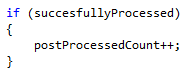 if (succesfullyProcessed)
{
    postProcessedCount++;
}